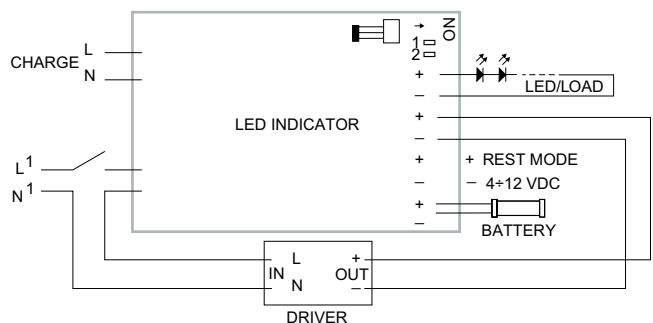 → ON
1
2
CHARGE L
N
+
–
LED/LOAD
+
LED INDICATOR
–
L1
+ + REST MODE
N1
– – 4÷12 VDC
+
–
BATTERY
L +
IN OUT
N –
DRIVER